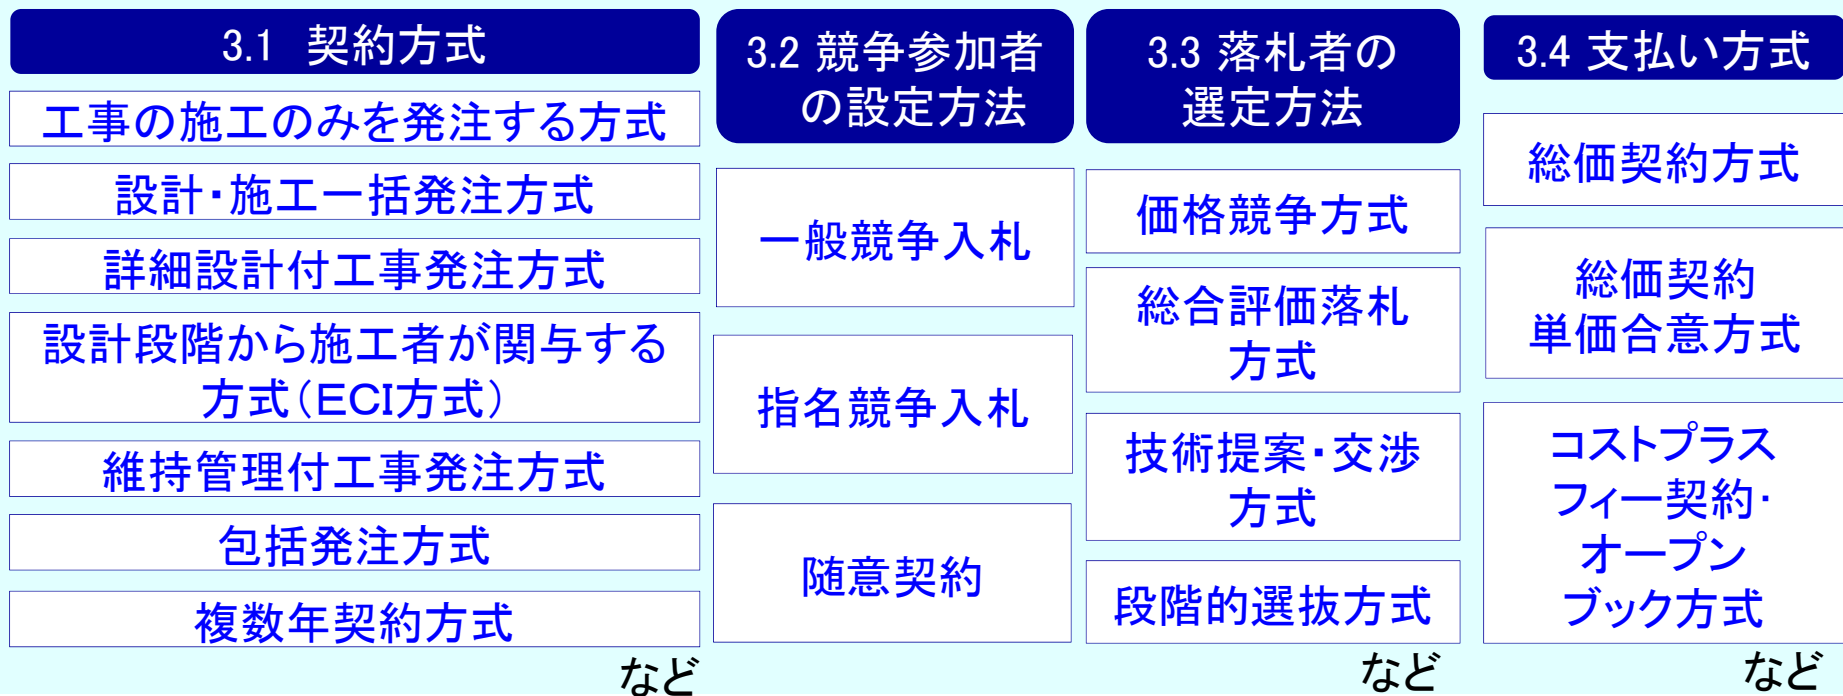 3.1 契約方式
工事の施工のみを発注する方式
設計・施工一括発注方式
詳細設計付工事発注方式
設計段階から施工者が関与する
方式(ECI方式)
維持管理付工事発注方式
包括発注方式
複数年契約方式
など
3.2 競争参加者
の設定方法
一般競争入札
指名競争入札
随意契約
3.3 落札者の
選定方法
価格競争方式
総合評価落札
方式
技術提案・交渉
方式
段階的選抜方式
など
3.4 支払い方式
総価契約方式
総価契約
単価合意方式
コストプラス
フィー契約・
オープン
ブック方式
など